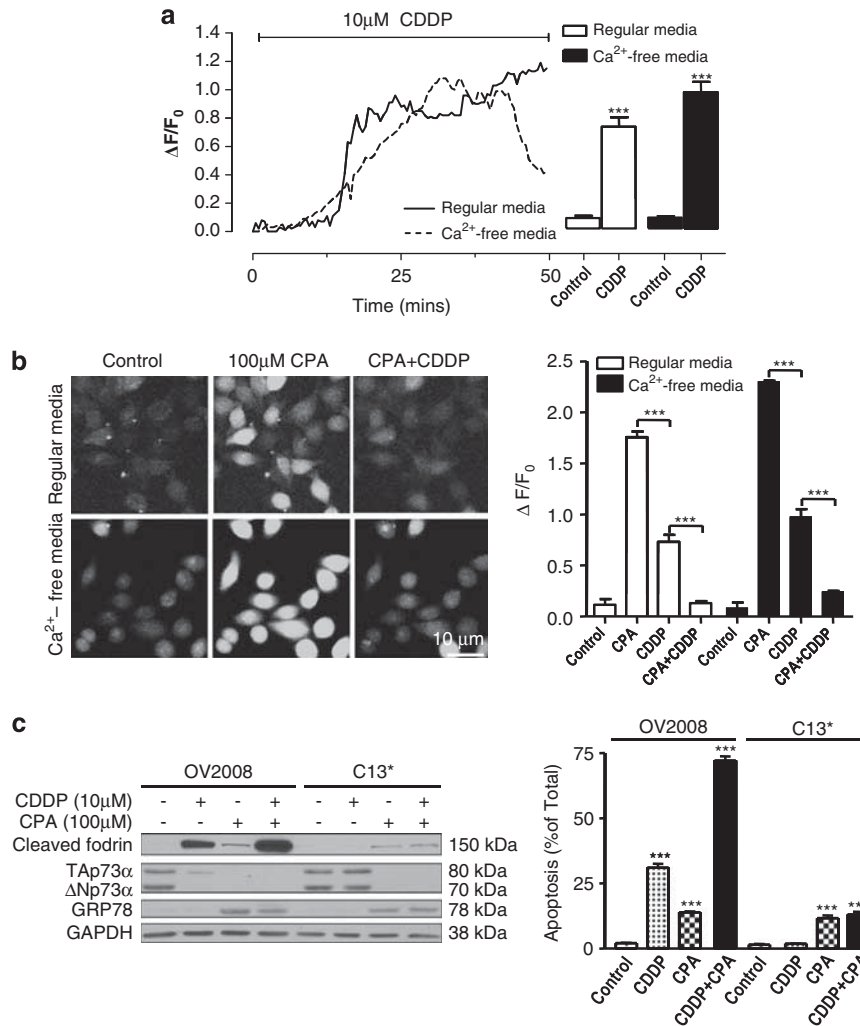 a
10μM CDDP
ΔF/F0
1.4
1.2
1.0
0.8
0.6
0.4
0.2
0.0
Regular media
Ca2+-free media
0
25
50
Time (mins)
Regular media
Ca2+-free media
***
***
Control
CDDP
Control
CDDP
b
Control
100μM CPA
CPA+CDDP
Regular media
Ca2+– free media
10 μm
Δ F/F0
2.5
2.0
1.5
1.0
0.5
0.0
Regular media
Ca2+-free media
***
***
***
***
Control
CPA
CDDP
CPA+CDDP
Control
CPA
CDDP
CPA+CDDP
c
OV2008 C13*
CDDP (10μM) - + - + - + - +
CPA (100μM) - - + + - - + +
Cleaved fodrin 150 kDa
TAp73α 80 kDa
ΔNp73α 70 kDa
GRP78 78 kDa
GAPDH 38 kDa
OV2008 C13*
Apoptosis (%of Total)
75
50
25
0
***
***
***
***
**
Control
CDDP
CPA
CDDP+CPA
Control
CDDP
CPA
CDDP+CPA